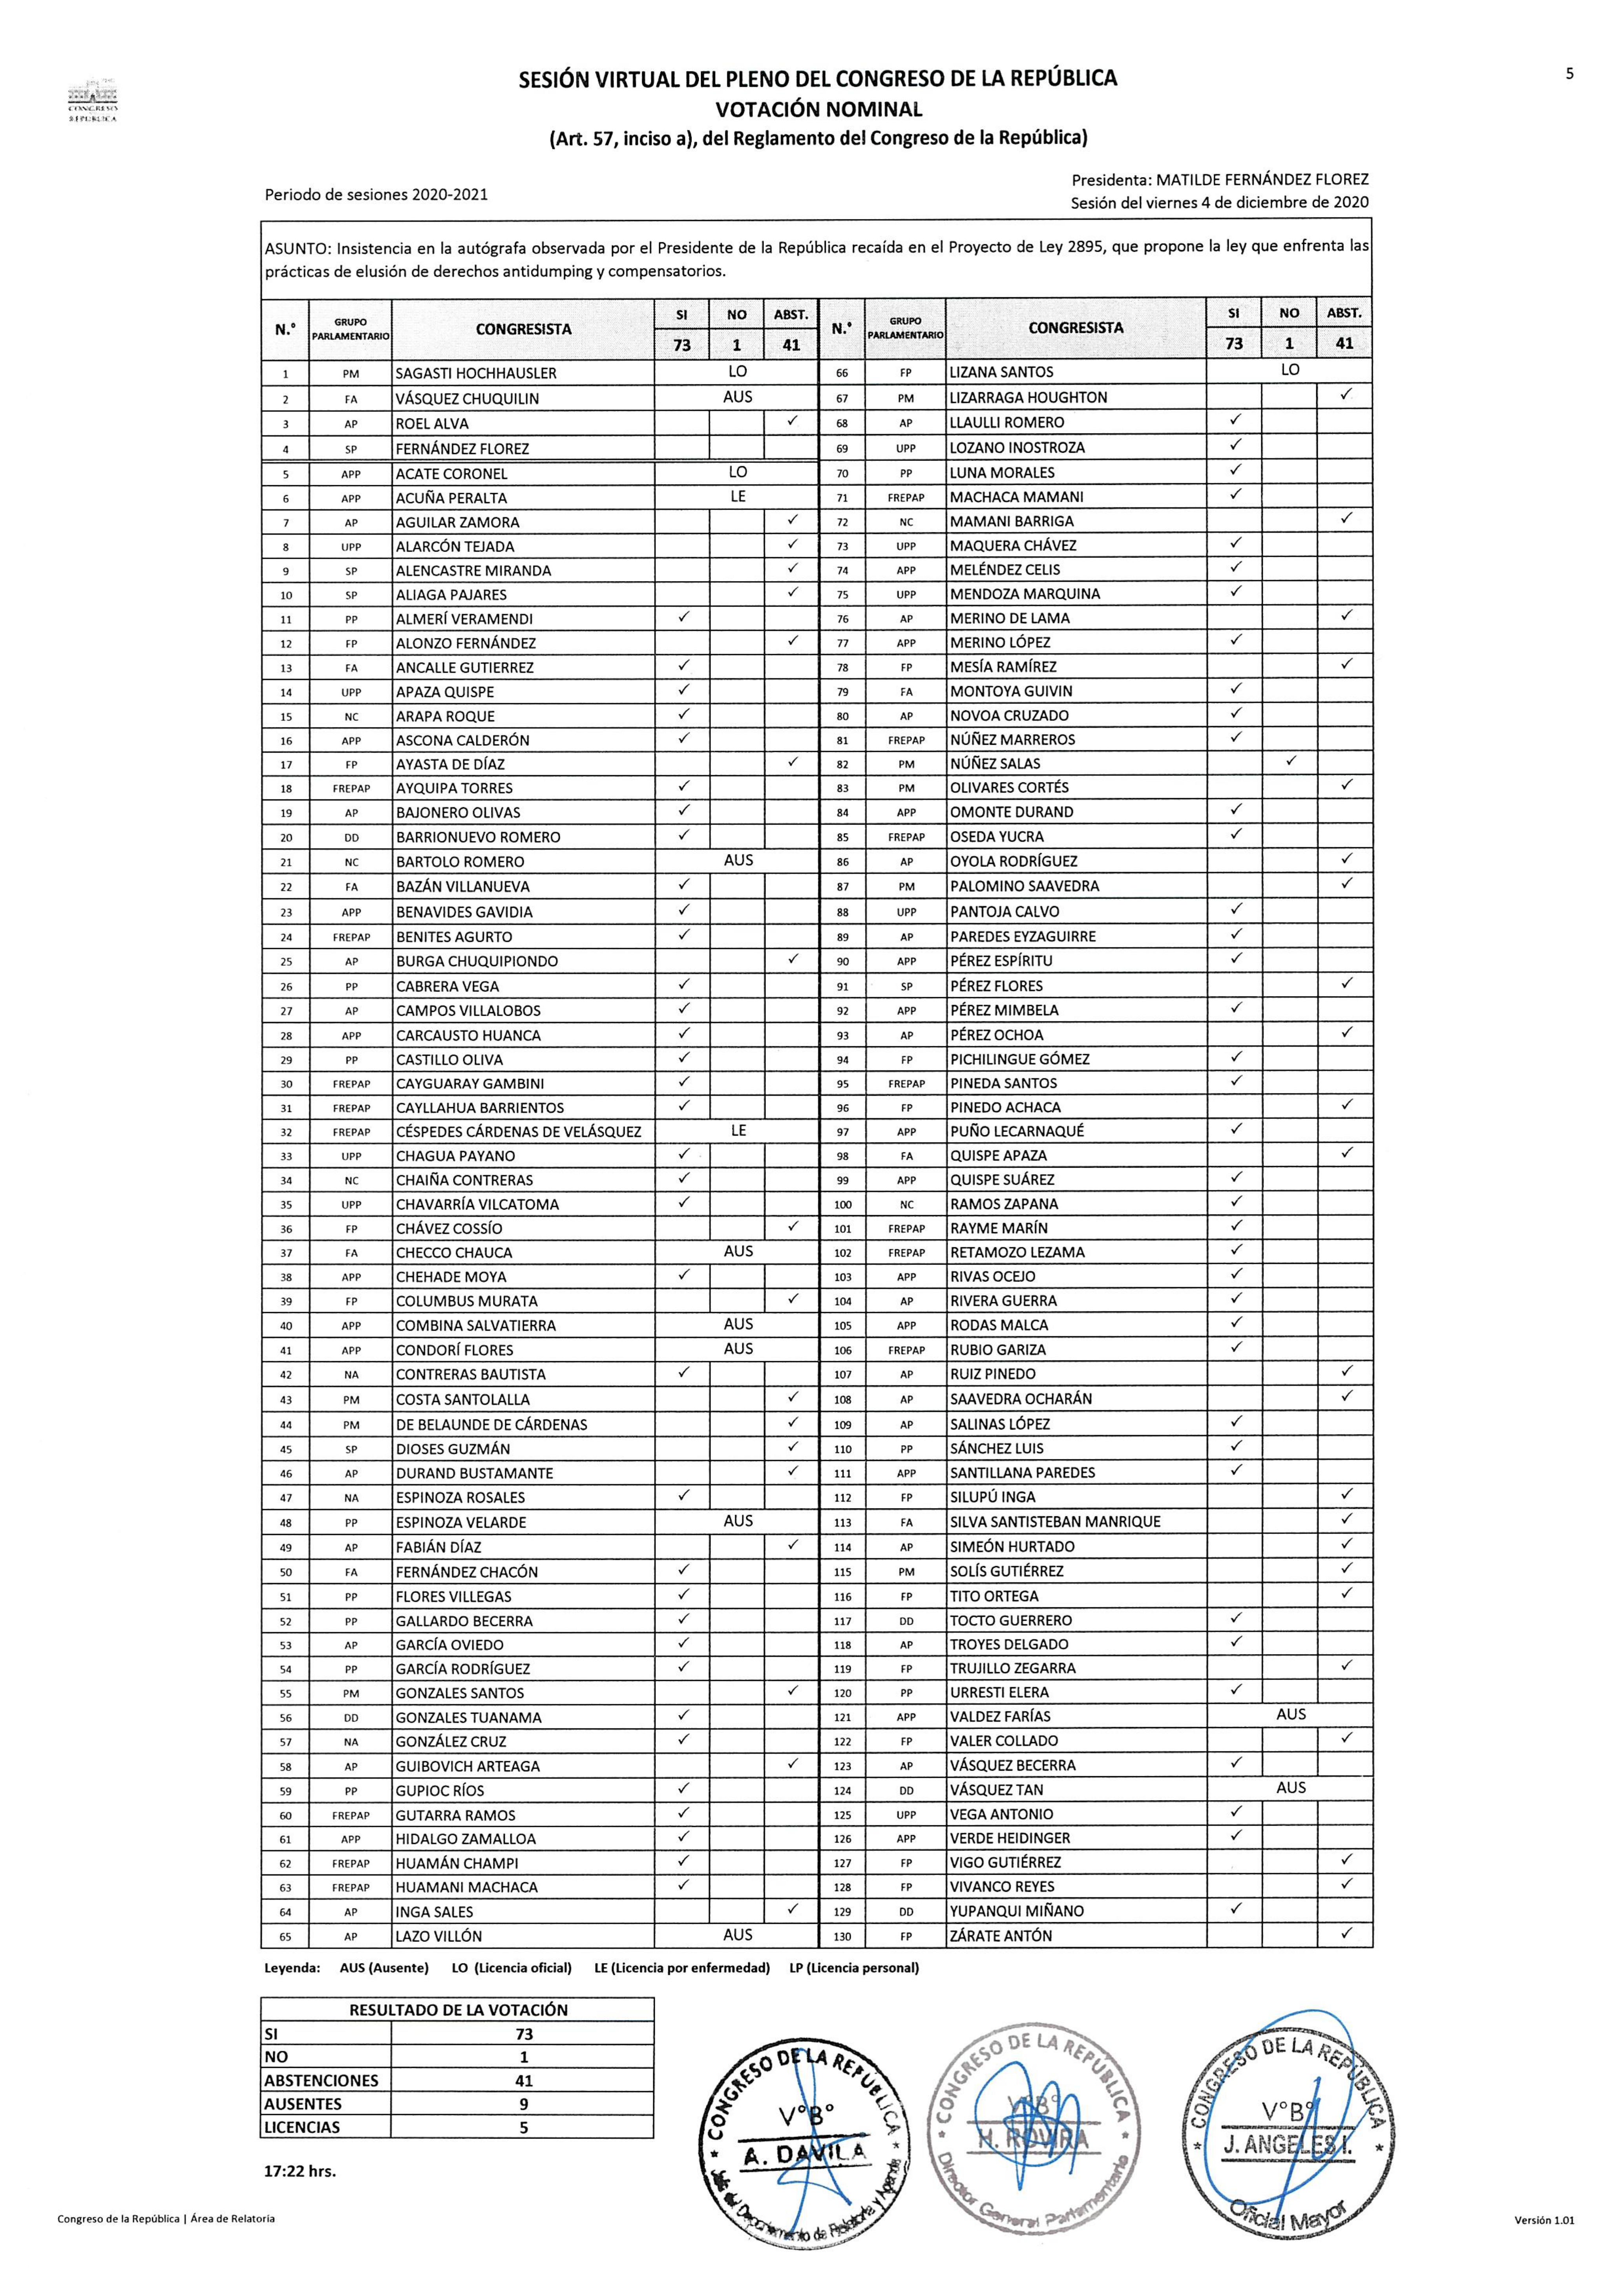 CONGRESO
REPÚBLICA
SESIÓN VIRTUAL DEL PLENO DEL CONGRESO DE LA REPÚBLICA
5
VOTACIÓN NOMINAL
(Art. 57, inciso a), del Reglamento del Congreso de la República)
Presidenta: MATILDE FERNÁNDEZ FLOREZ
Periodo de sesiones 2020-2021
Sesión del viernes 4 de diciembre de 2020
ASUNTO: Insistencia en la autógrafa observada por el Presidente de la República recaída en el Proyecto de Ley 2895, que propone la ley que enfrenta las
prácticas de elusión de derechos antidumping y compensatorios.
N.° GRUPO PARLAMENTARIO CONGRESISTA SI NO ABST. N.° GRUPO PARLAMENTARIO CONGRESISTA SI NO ABST.
73 1 41 73 1 41
1 PM SAGASTI HOCHHAUSLER LO 66 FP LIZANA SANTOS LO
2 FA VÁSQUEZ CHUQUILIN AUS 67 PM LIZARRAGA HOUGHTON ✓
3 AP ROEL ALVA ✓ 68 AP LLAULLI ROMERO ✓
4 SP FERNÁNDEZ FLOREZ 69 UPP LOZANO INOSTROZA ✓
5 APP ACATE CORONEL LO 70 PP LUNA MORALES ✓
6 APP ACUÑA PERALTA LE 71 FREPAP MACHACA MAMANI ✓
7 AP AGUILAR ZAMORA ✓ 72 NC MAMANI BARRIGA ✓
8 UPP ALARCÓN TEJADA ✓ 73 UPP MAQUERA CHÁVEZ ✓
9 SP ALENCASTRE MIRANDA ✓ 74 APP MELÉNDEZ CELIS ✓
10 SP ALIAGA PAJARES ✓ 75 UPP MENDOZA MARQUINA ✓
11 PP ALMERÍ VERAMENDI ✓ 76 AP MERINO DE LAMA ✓
12 FP ALONZO FERNÁNDEZ ✓ 77 APP MERINO LÓPEZ ✓
13 FA ANCALLE GUTIERREZ ✓ 78 FP MESÍA RAMÍREZ ✓
14 UPP APAZA QUISPE ✓ 79 FA MONTOYA GUIVIN ✓
15 NC ARAPA ROQUE ✓ 80 AP NOVOA CRUZADO ✓
16 APP ASCONA CALDERÓN ✓ 81 FREPAP NÚÑEZ MARREROS ✓
17 FP AYASTA DE DÍAZ ✓ 82 PM NÚÑEZ SALAS ✓
18 FREPAP AYQUIPA TORRES ✓ 83 PM OLIVARES CORTÉS ✓
19 AP BAJONERO OLIVAS ✓ 84 APP OMONTE DURAND ✓
20 DD BARRIONUEVO ROMERO ✓ 85 FREPAP OSEDA YUCRA ✓
21 NC BARTOLO ROMERO AUS 86 AP OYOLA RODRÍGUEZ ✓
22 FA BAZÁN VILLANUEVA ✓ 87 PM PALOMINO SAAVEDRA ✓
23 APP BENAVIDES GAVIDIA ✓ 88 UPP PANTOJA CALVO ✓
24 FREPAP BENITES AGURTO ✓ 89 AP PAREDES EYZAGUIRRE ✓
25 AP BURGA CHUQUIPIONDO ✓ 90 APP PÉREZ ESPÍRITU ✓
26 PP CABRERA VEGA ✓ 91 SP PÉREZ FLORES ✓
27 AP CAMPOS VILLALOBOS ✓ 92 APP PÉREZ MIMBELA ✓
28 APP CARCAUSTO HUANCA ✓ 93 AP PÉREZ OCHOA ✓
29 PP CASTILLO OLIVA ✓ 94 FP PICHILINGUE GÓMEZ ✓
30 FREPAP CAYGUARAY GAMBINI ✓ 95 FREPAP PINEDA SANTOS ✓
31 FREPAP CAYLLAHUA BARRIENTOS ✓ 96 FP PINEDO ACHACA ✓
32 FREPAP CÉSPEDES CÁRDENAS DE VELÁSQUEZ LE 97 APP PUÑO LECARNAQUÉ ✓
33 UPP CHAGUA PAYANO ✓ 98 FA QUISPE APAZA ✓
34 NC CHAIÑA CONTRERAS ✓ 99 APP QUISPE SUÁREZ ✓
35 UPP CHAVARRÍA VILCATOMA ✓ 100 NC RAMOS ZAPANA ✓
36 FP CHÁVEZ COSSÍO ✓ 101 FREPAP RAYME MARÍN ✓
37 FA CHECCO CHAUCA AUS 102 FREPAP RETAMOZO LEZAMA ✓
38 APP CHEHADE MOYA ✓ 103 APP RIVAS OCEJO ✓
39 FP COLUMBUS MURATA ✓ 104 AP RIVERA GUERRA ✓
40 APP COMBINA SALVATIERRA AUS 105 APP RODAS MALCA ✓
41 APP CONDORÍ FLORES AUS 106 FREPAP RUBIO GARIZA ✓
42 NA CONTRERAS BAUTISTA ✓ 107 AP RUIZ PINEDO ✓
43 PM COSTA SANTOLALLA ✓ 108 AP SAAVEDRA OCHARÁN ✓
44 PM DE BELAUNDE DE CÁRDENAS ✓ 109 AP SALINAS LÓPEZ ✓
45 SP DIOSES GUZMÁN ✓ 110 PP SÁNCHEZ LUIS ✓
46 AP DURAND BUSTAMANTE ✓ 111 APP SANTILLANA PAREDES ✓
47 NA ESPINOZA ROSALES ✓ 112 FP SILUPÚ INGA ✓
48 PP ESPINOZA VELARDE AUS 113 FA SILVA SANTISTEBAN MANRIQUE ✓
49 AP FABIÁN DÍAZ ✓ 114 AP SIMEÓN HURTADO ✓
50 FA FERNÁNDEZ CHACÓN ✓ 115 PM SOLÍS GUTIÉRREZ ✓
51 PP FLORES VILLEGAS ✓ 116 FP TITO ORTEGA ✓
52 PP GALLARDO BECERRA ✓ 117 DD TOCTO GUERRERO ✓
53 AP GARCÍA OVIEDO ✓ 118 AP TROYES DELGADO ✓
54 PP GARCÍA RODRÍGUEZ ✓ 119 FP TRUJILLO ZEGARRA ✓
55 PM GONZALES SANTOS ✓ 120 PP URRESTI ELERA ✓
56 DD GONZALES TUANAMA ✓ 121 APP VALDEZ FARÍAS AUS
57 NA GONZÁLEZ CRUZ ✓ 122 FP VALER COLLADO ✓
58 AP GUIBOVICH ARTEAGA ✓ 123 AP VÁSQUEZ BECERRA ✓
59 PP GUPIOC RÍOS ✓ 124 DD VÁSQUEZ TAN AUS
60 FREPAP GUTARRA RAMOS ✓ 125 UPP VEGA ANTONIO ✓
61 APP HIDALGO ZAMALLOA ✓ 126 APP VERDE HEIDINGER ✓
62 FREPAP HUAMÁN CHAMPI ✓ 127 FP VIGO GUTIÉRREZ ✓
63 FREPAP HUAMANI MACHACA ✓ 128 FP VIVANCO REYES ✓
64 AP INGA SALES ✓ 129 DD YUPANQUI MIÑANO ✓
65 AP LAZO VILLÓN AUS 130 FP ZÁRATE ANTÓN ✓
Leyenda: AUS (Ausente) LO (Licencia oficial) LE (Licencia por enfermedad) LP (Licencia personal)
RESULTADO DE LA VOTACIÓN
SI 73
NO 1
ABSTENCIONES 41
AUSENTES 9
LICENCIAS 5
17:22 hrs.
* CONGRESO DE LA REPUBLICA *
V°B°
A. DAVILA
Jefe del Departamento de Relatoría y Agenda
* CONGRESO DE LA REPÚBLICA *
V°B°
H. ROVIRA
Director General Parlamentario
* CONGRESO DE LA REPÚBLICA *
V°B°
J. ANGELES I.
Oficial Mayor
Congreso de la República | Área de Relatoría
Versión 1.01